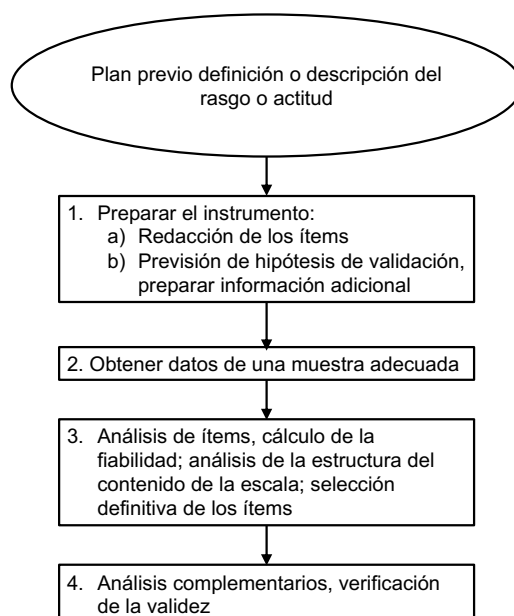 Plan previo definición o descripción del
rasgo o actitud
1. Preparar el instrumento:
a) Redacción de los ítems
b) Previsión de hipótesis de validación,
preparar información adicional
2. Obtener datos de una muestra adecuada
3. Análisis de ítems, cálculo de la
fiabilidad; análisis de la estructura del
contenido de la escala; selección
definitiva de los ítems
4. Análisis complementarios, verificación
de la validez